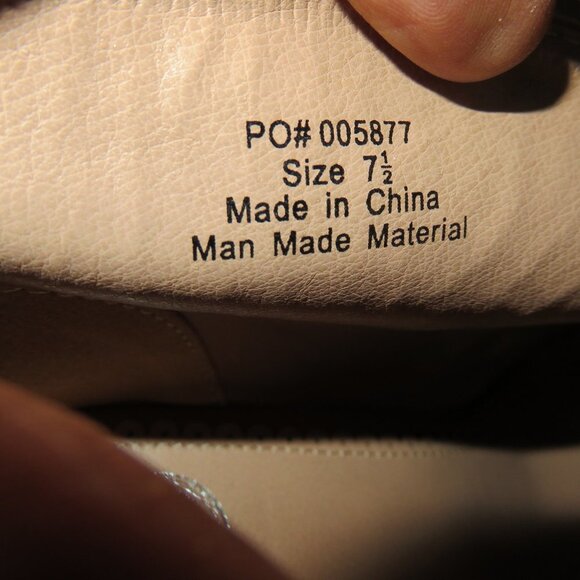 PO# 005877
Size 7½
Made in China
Man Made Material